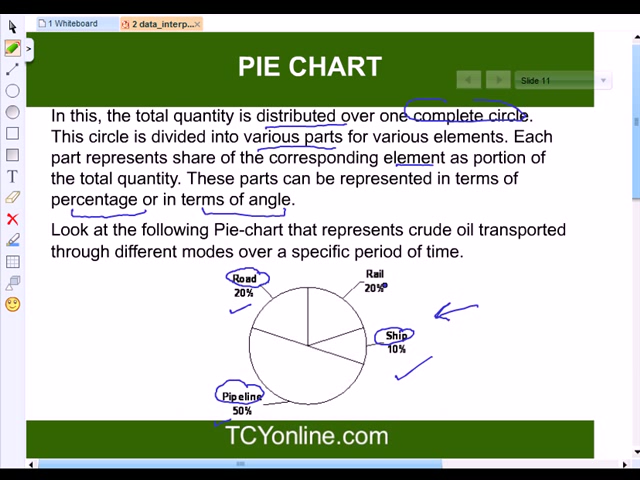 1 Whiteboard
2 data_interp...
PIE CHART
Slide 11
In this, the total quantity is distributed over one complete circle.
This circle is divided into various parts for various elements. Each
part represents share of the corresponding element as portion of
the total quantity. These parts can be represented in terms of
percentage or in terms of angle.
Look at the following Pie-chart that represents crude oil transported
through different modes over a specific period of time.
Road
20%
Rail
20%
Ship
10%
Pipeline
50%
TCYonline.com